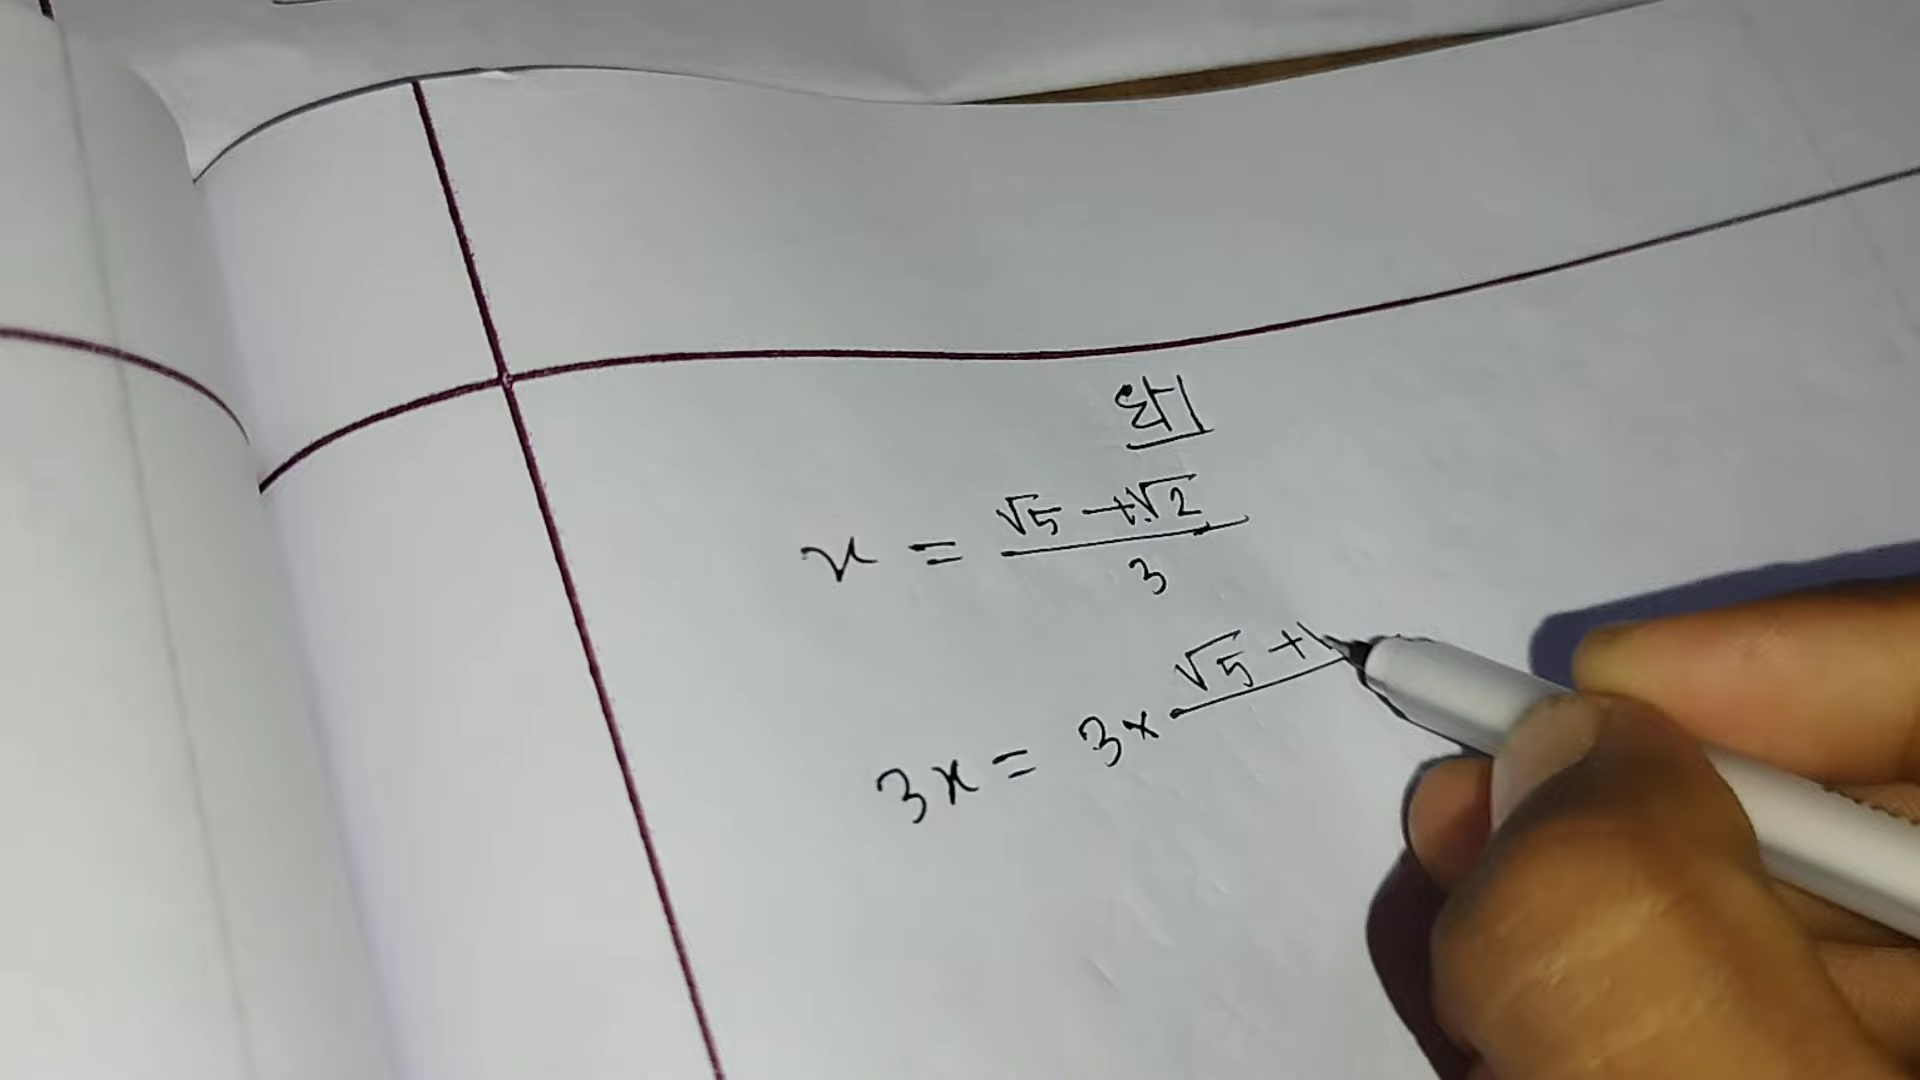 ঘ।
x = √5 + √2 / 3
3x = 3 × √5 +